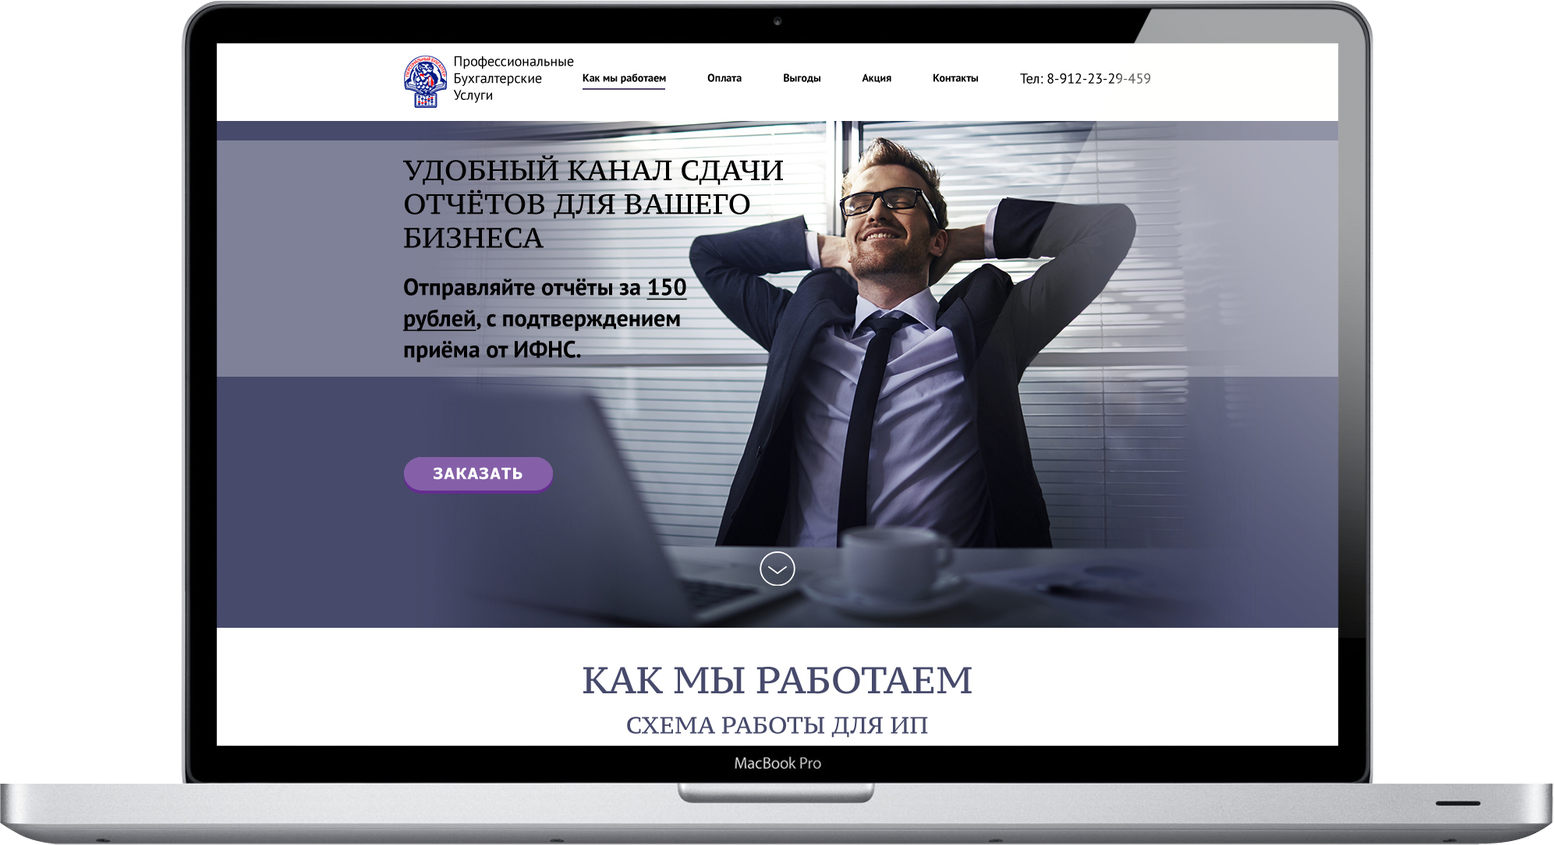 Профессиональные
Бухгалтерские
Услуги
Как мы работаем
Оплата
Выгоды
Акция
Контакты
Тел: 8-912-23-29-459
УДОБНЫЙ КАНАЛ СДАЧИ
ОТЧЁТОВ ДЛЯ ВАШЕГО
БИЗНЕСА
Отправляйте отчёты за 150
рублей, с подтверждением
приёма от ИФНС.
ЗАКАЗАТЬ
КАК МЫ РАБОТАЕМ
СХЕМА РАБОТЫ ДЛЯ ИП
MacBook Pro